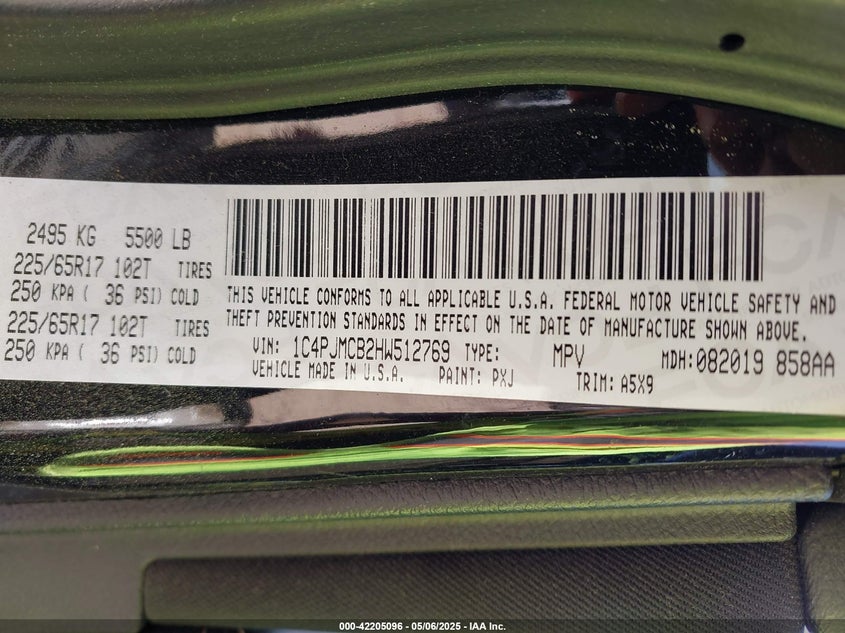 2495 KG 5500 LB
225/65R17 102T TIRES
250 KPA ( 36 PSI) COLD
225/65R17 102T TIRES
250 KPA ( 36 PSI) COLD
THIS VEHICLE CONFORMS TO ALL APPLICABLE U.S.A. FEDERAL MOTOR VEHICLE SAFETY AND
THEFT PREVENTION STANDARDS IN EFFECT ON THE DATE OF MANUFACTURE SHOWN ABOVE.
VIN: 1C4PJMCB2HW512769 TYPE: MPV MDH:082019 858AA
VEHICLE MADE IN U.S.A. PAINT: PXJ TRIM: A5X9
000-42205096 - 05/06/2025 - IAA Inc.